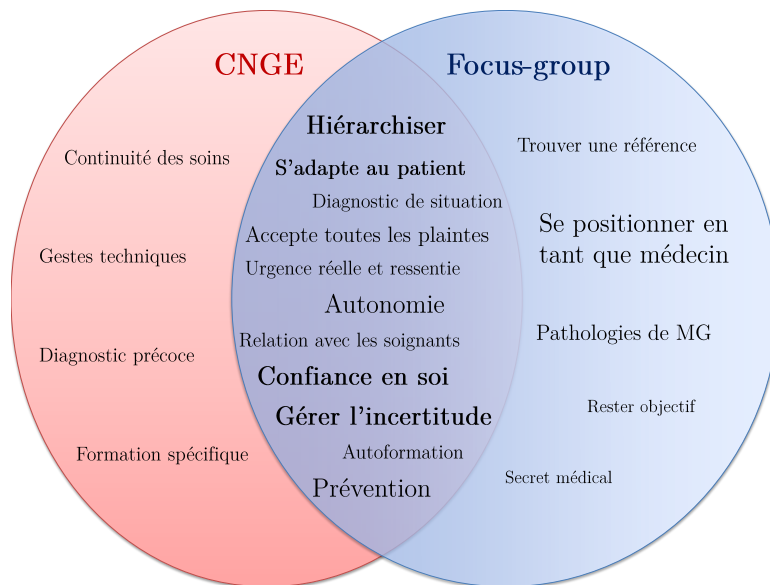 CNGE
Focus-group
Hiérarchiser
Trouver une référence
Continuité des soins
S'adapte au patient
Diagnostic de situation
Se positionner en
tant que médecin
Accepte toutes les plaintes
Gestes techniques
Urgence réelle et ressentie
Autonomie
Pathologies de MG
Relation avec les soignants
Diagnostic précoce
Confiance en soi
Rester objectif
Gérer l'incertitude
Formation spécifique
Autoformation
Secret médical
Prévention